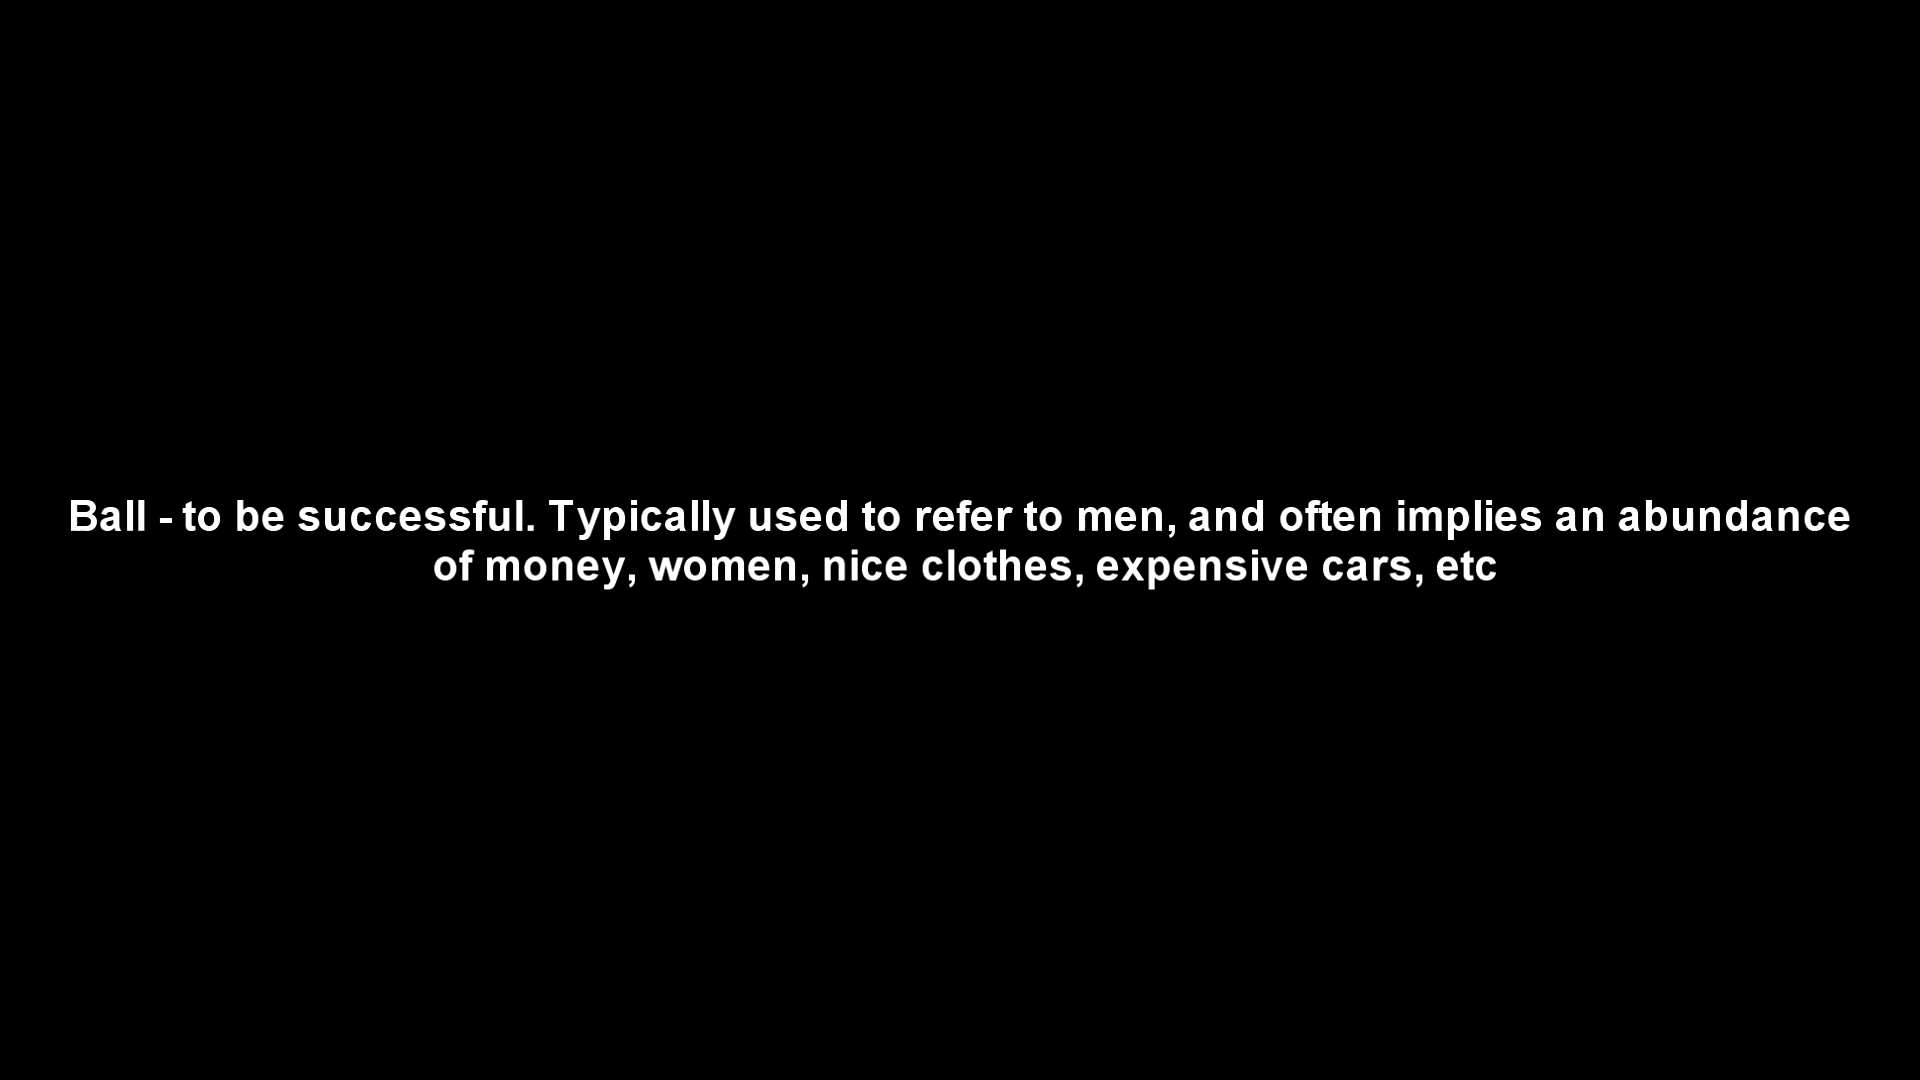 Ball - to be successful. Typically used to refer to men, and often implies an abundance
of money, women, nice clothes, expensive cars, etc